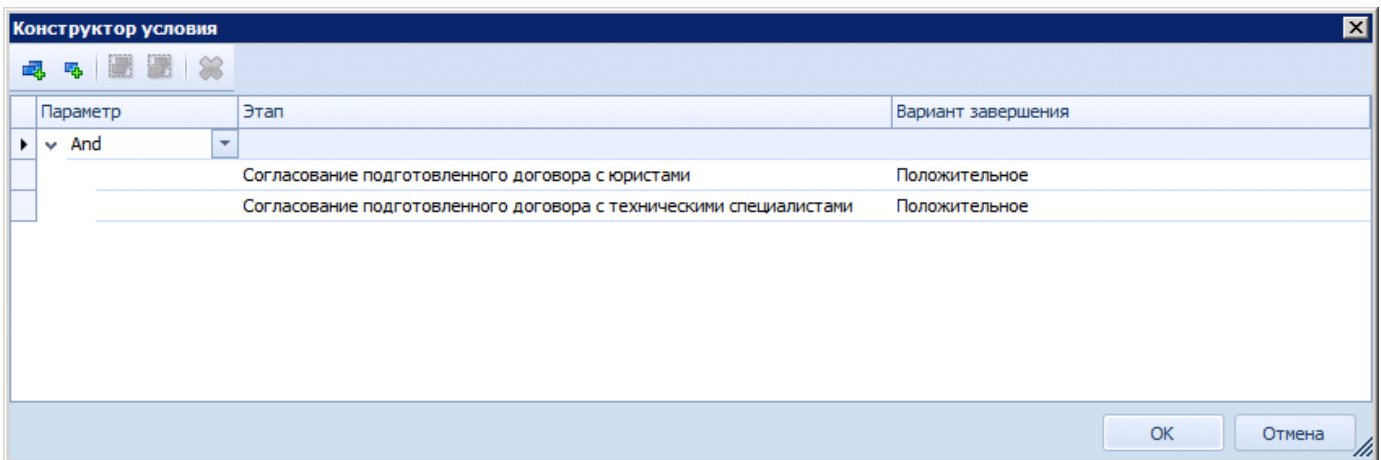 Конструктор условия
Параметр Этап Вариант завершения
And
Согласование подготовленного договора с юристами Положительное
Согласование подготовленного договора с техническими специалистами Положительное
OK Отмена